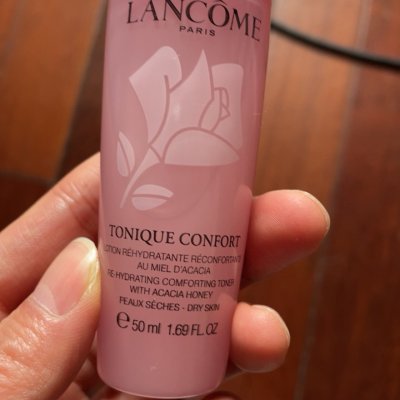 LANCÔME
PARIS
TONIQUE CONFORT
LOTION RÉHYDRATANTE RÉCONFORTANTE
AU MIEL D'ACACIA
RE-HYDRATING COMFORTING TONER
WITH ACACIA HONEY
PEAUX SÈCHES - DRY SKIN
℮ 50 ml 1.69 FL.OZ